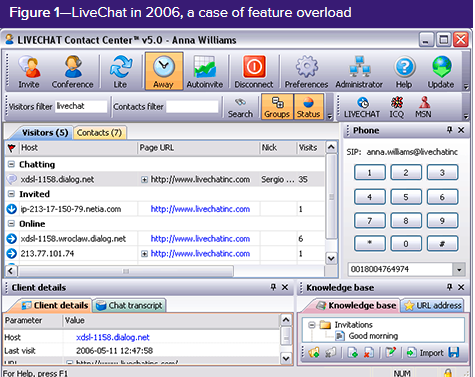 Figure 1—LiveChat in 2006, a case of feature overload
LIVECHAT Contact Center™ v5.0 - Anna Williams
Invite Conference Lite Away Autoinvite Disconnect Preferences Administrator Help Update
Visitors filter livechat Contacts filter Search Groups Status LIVECHAT ICQ MSN
Visitors (5) Contacts (7) Phone
Host Page URL Nick Visits
SIP: anna.williams@livechatinc
Chatting
xdsl-1158.dialog.net http://www.livechatinc.com Sergio ... 35
1 2 3
Invited
ip-213-17-150-79.netia.com http://www.livechatinc.com 1
4 5 6
Online
7 8 9
xdsl-1158.wroclaw.dialog.net http://www.livechatinc.com 6
213.77.101.74 http://www.livechatinc.com 1
* 0 #
0018004764974
Client details Knowledge base
Client details Chat transcript Knowledge base URL address
Parameter Value
Host xdsl-1158.dialog.net
Last visit 2006-05-11 12:47:58
Invitations
Good morning
Import
For Help, press F1 NUM